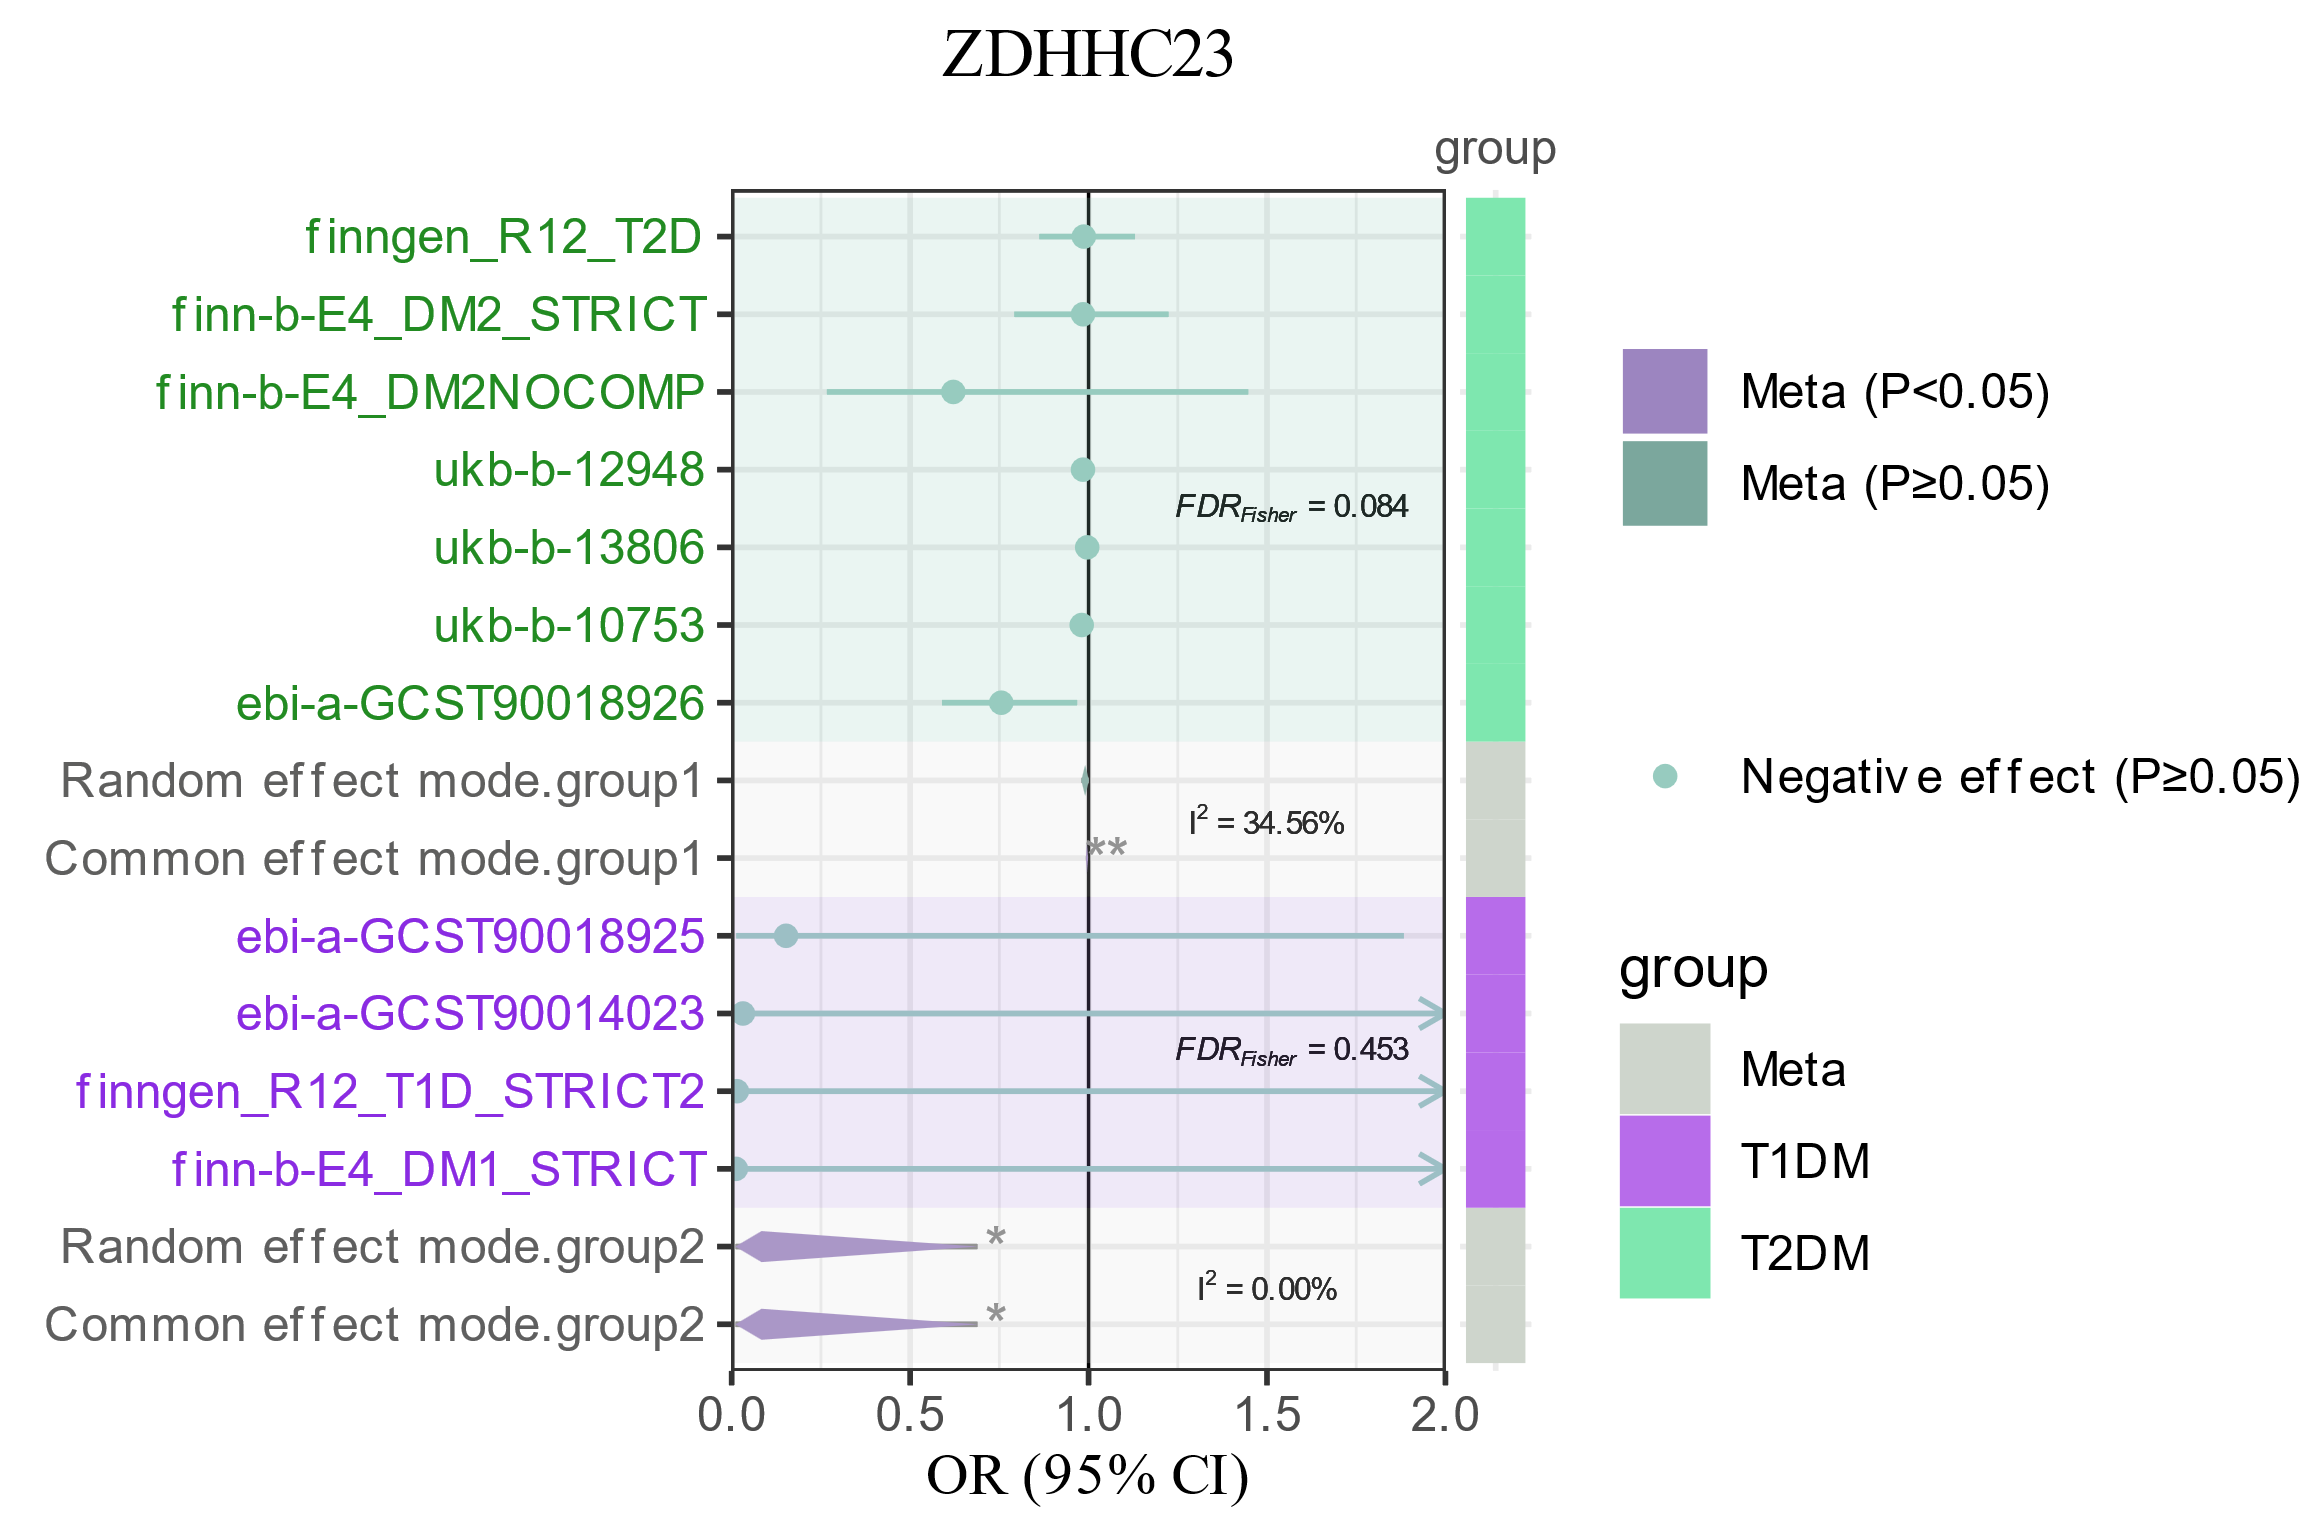 ZDHHC23
group
finngen_R12_T2D
finn-b-E4_DM2_STRICT
finn-b-E4_DM2NOCOMP
ukb-b-12948
FDR_Fisher = 0.084
ukb-b-13806
ukb-b-10753
ebi-a-GCST90018926
Random effect mode.group1
I² = 34.56%
Common effect mode.group1
**
ebi-a-GCST90018925
ebi-a-GCST90014023
FDR_Fisher = 0.453
finngen_R12_T1D_STRICT2
finn-b-E4_DM1_STRICT
Random effect mode.group2
*
I² = 0.00%
Common effect mode.group2
*
0.0 0.5 1.0 1.5 2.0
OR (95% CI)
Meta (P<0.05)
Meta (P≥0.05)
Negative effect (P≥0.05)
group
Meta
T1DM
T2DM